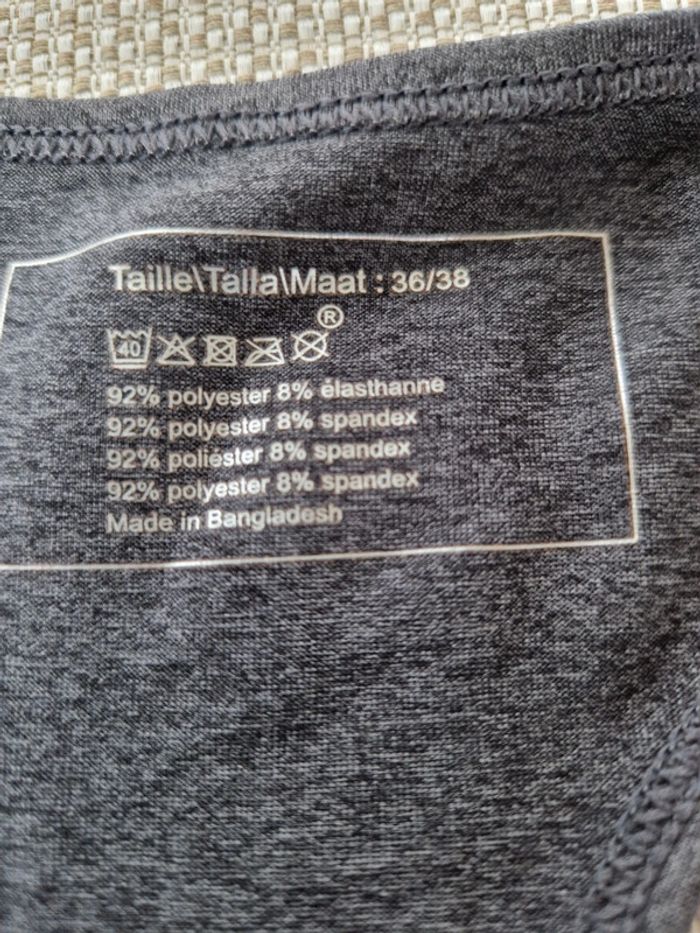 Taille\Talla\Maat : 36/38
®
40
92% polyester 8% élasthanne
92% polyester 8% spandex
92% poliéster 8% spandex
92% polyester 8% spandex
Made in Bangladesh